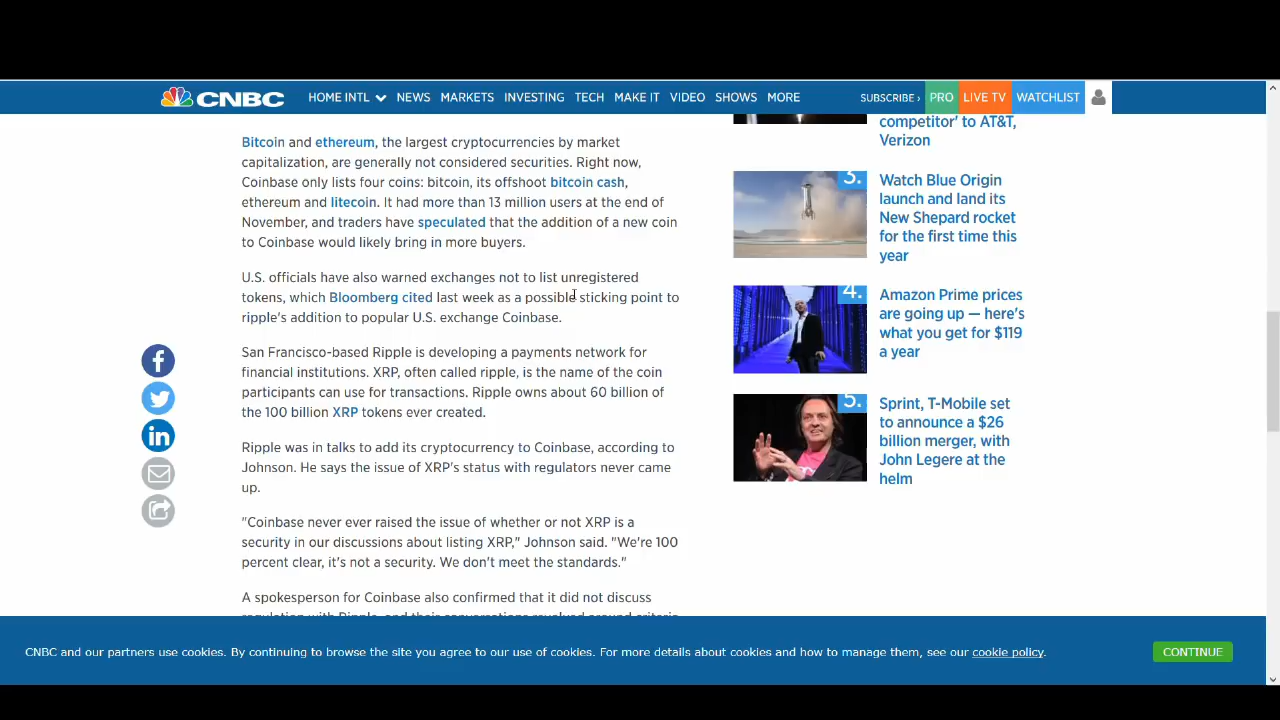 CNBC
HOME INTL NEWS MARKETS INVESTING TECH MAKE IT VIDEO SHOWS MORE
SUBSCRIBE › PRO LIVE TV WATCHLIST
Bitcoin and ethereum, the largest cryptocurrencies by market
capitalization, are generally not considered securities. Right now,
Coinbase only lists four coins: bitcoin, its offshoot bitcoin cash,
ethereum and litecoin. It had more than 13 million users at the end of
November, and traders have speculated that the addition of a new coin
to Coinbase would likely bring in more buyers.
U.S. officials have also warned exchanges not to list unregistered
tokens, which Bloomberg cited last week as a possible sticking point to
ripple's addition to popular U.S. exchange Coinbase.
San Francisco-based Ripple is developing a payments network for
financial institutions. XRP, often called ripple, is the name of the coin
participants can use for transactions. Ripple owns about 60 billion of
the 100 billion XRP tokens ever created.
Ripple was in talks to add its cryptocurrency to Coinbase, according to
Johnson. He says the issue of XRP's status with regulators never came
up.
"Coinbase never ever raised the issue of whether or not XRP is a
security in our discussions about listing XRP," Johnson said. "We're 100
percent clear, it's not a security. We don't meet the standards."
A spokesperson for Coinbase also confirmed that it did not discuss
regulation with Ripple, and their conversations revolved around criteria
competitor' to AT&T,
Verizon
3.
Watch Blue Origin
launch and land its
New Shepard rocket
for the first time this
year
4.
Amazon Prime prices
are going up — here's
what you get for $119
a year
5.
Sprint, T-Mobile set
to announce a $26
billion merger, with
John Legere at the
helm
CNBC and our partners use cookies. By continuing to browse the site you agree to our use of cookies. For more details about cookies and how to manage them, see our cookie policy.
CONTINUE